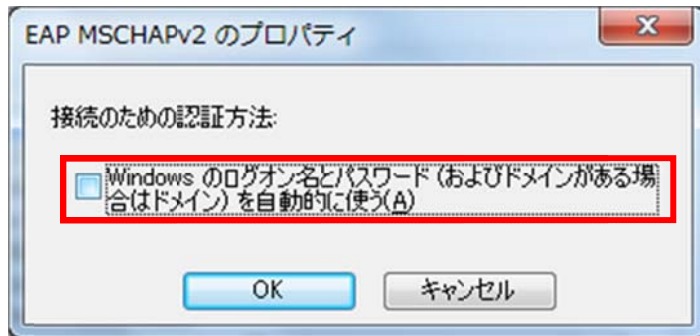 EAP MSCHAPv2 のプロパティ
接続のための認証方法:
Windows のログオン名とパスワード (およびドメインがある場
合はドメイン) を自動的に使う(A)
OK キャンセル